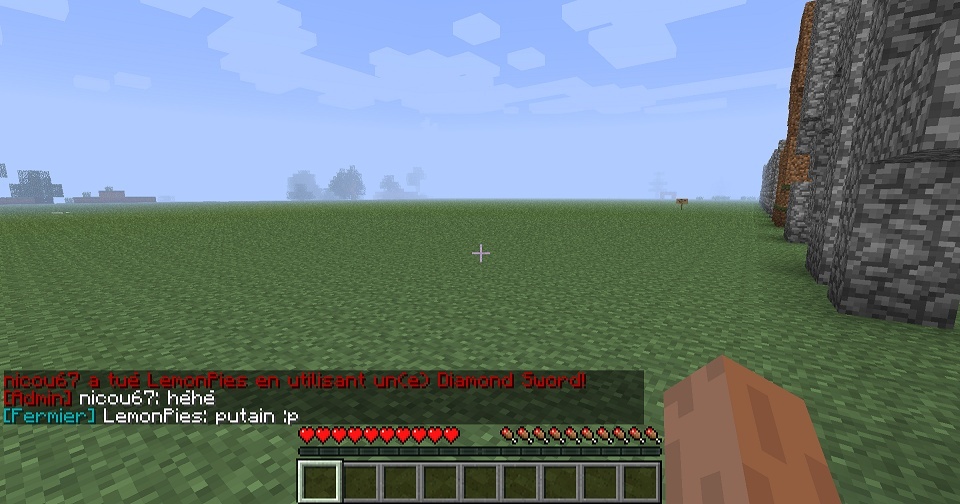 nicou67 a tué LemonPies en utilisant un(e) Diamond Sword!
[Admin] nicou67: héhé
[Fermier] LemonPies: putain :p